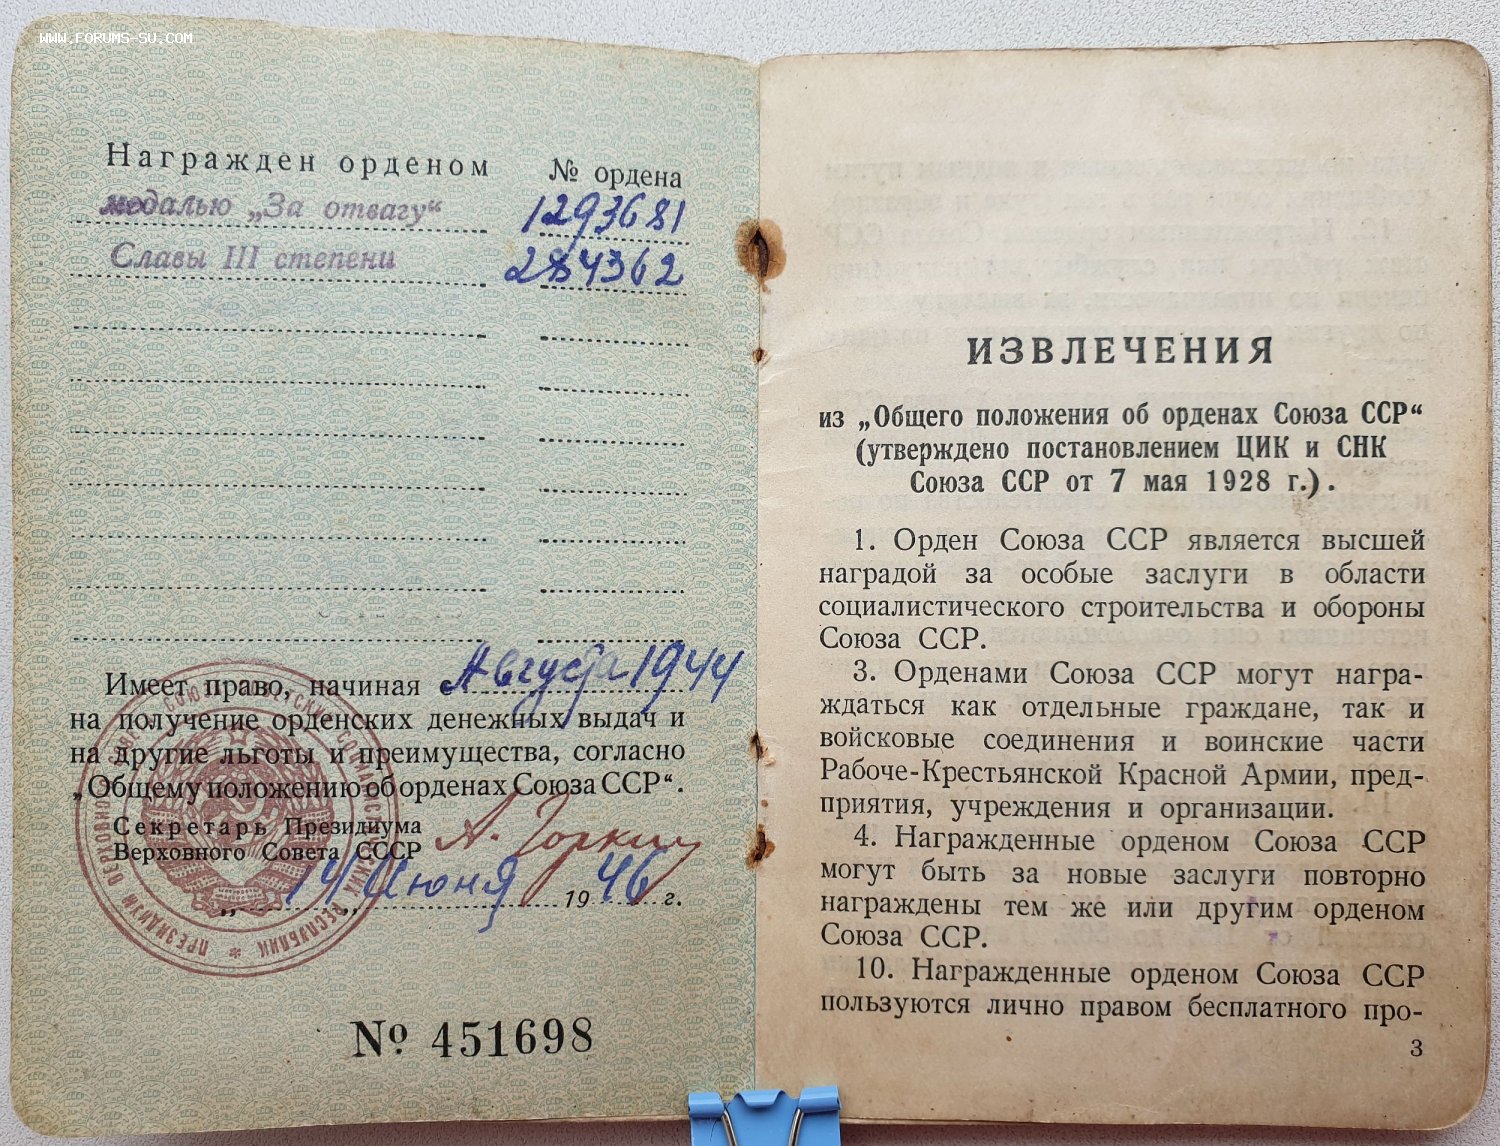 WWW.FORUMS-SU.COM
Награжден орденом № ордена
медалью „За отвагу“ 1293681
Славы III степени 284362
Имеет право, начиная с Августа 1944
на получение орденских денежных выдач и
на другие льготы и преимущества, согласно
„Общему положению об орденах Союза ССР“.
Секретарь Президиума
Верховного Совета СССР А. Горкин
„14„ Июня 1946 г.
№ 451698
ИЗВЛЕЧЕНИЯ
из „Общего положения об орденах Союза ССР“
(утверждено постановлением ЦИК и СНК
Союза ССР от 7 мая 1928 г.).
1. Орден Союза ССР является высшей
наградой за особые заслуги в области
социалистического строительства и обороны
Союза ССР.
3. Орденами Союза ССР могут награ-
ждаться как отдельные граждане, так и
войсковые соединения и воинские части
Рабоче-Крестьянской Красной Армии, пред-
приятия, учреждения и организации.
4. Награжденные орденом Союза ССР
могут быть за новые заслуги повторно
награждены тем же или другим орденом
Союза ССР.
10. Награжденные орденом Союза ССР
пользуются лично правом бесплатного про-
3